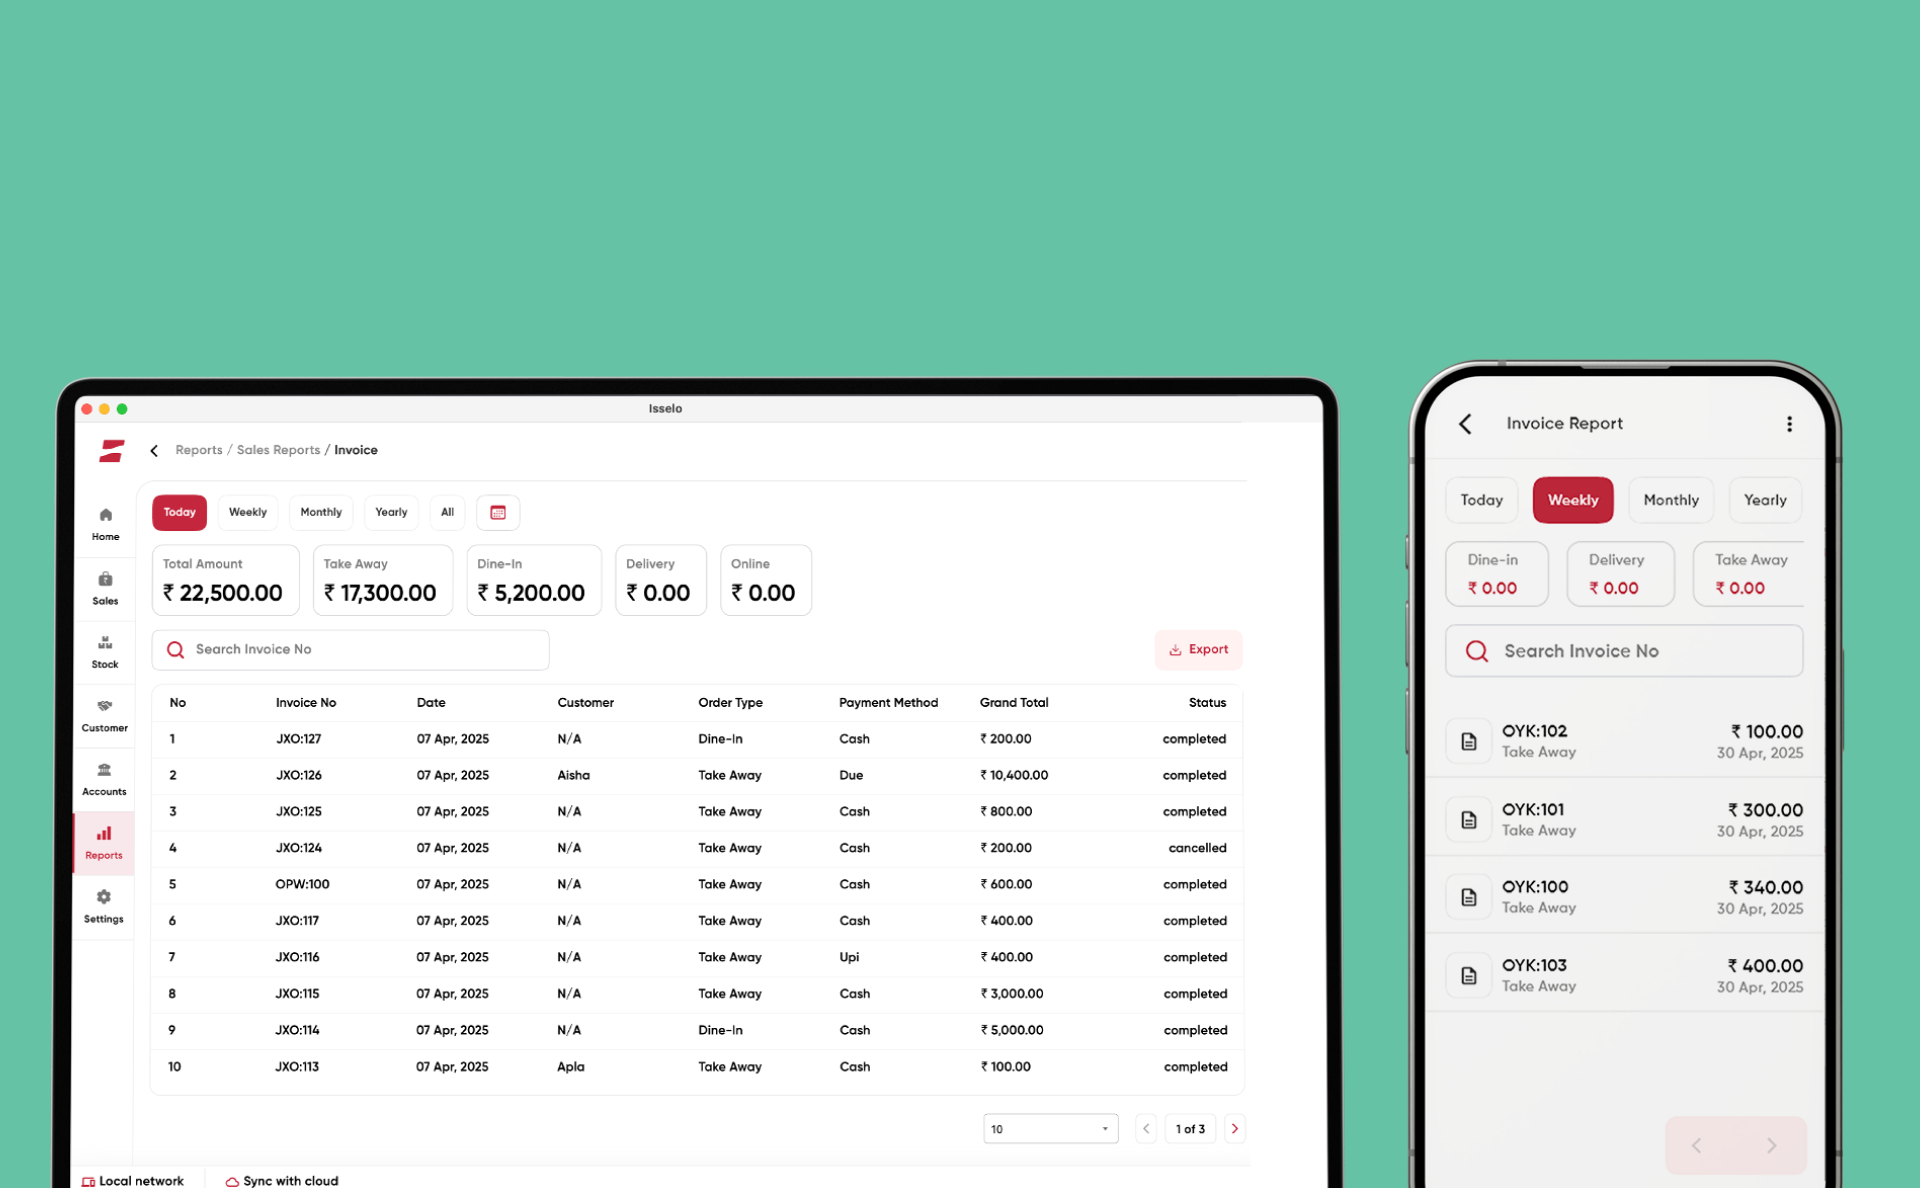 Isselo
Reports / Sales Reports / Invoice
Home
Sales
Stock
Customer
Accounts
Reports
Settings
Today Weekly Monthly Yearly All
Total Amount Take Away Dine-In Delivery Online
₹ 22,500.00 ₹ 17,300.00 ₹ 5,200.00 ₹ 0.00 ₹ 0.00
Search Invoice No
Export
No Invoice No Date Customer Order Type Payment Method Grand Total Status
1 JXO:127 07 Apr, 2025 N/A Dine-In Cash ₹ 200.00 completed
2 JXO:126 07 Apr, 2025 Aisha Take Away Due ₹ 10,400.00 completed
3 JXO:125 07 Apr, 2025 N/A Take Away Cash ₹ 800.00 completed
4 JXO:124 07 Apr, 2025 N/A Take Away Cash ₹ 200.00 cancelled
5 OPW:100 07 Apr, 2025 N/A Take Away Cash ₹ 600.00 completed
6 JXO:117 07 Apr, 2025 N/A Take Away Cash ₹ 400.00 completed
7 JXO:116 07 Apr, 2025 N/A Take Away Upi ₹ 400.00 completed
8 JXO:115 07 Apr, 2025 N/A Take Away Cash ₹ 3,000.00 completed
9 JXO:114 07 Apr, 2025 N/A Dine-In Cash ₹ 5,000.00 completed
10 JXO:113 07 Apr, 2025 Apla Take Away Cash ₹ 100.00 completed
10
1 of 3
Local network
Sync with cloud
Invoice Report
Today Weekly Monthly Yearly
Dine-in Delivery Take Away
₹ 0.00 ₹ 0.00 ₹ 0.00
Search Invoice No
OYK:102 ₹ 100.00
Take Away 30 Apr, 2025
OYK:101 ₹ 300.00
Take Away 30 Apr, 2025
OYK:100 ₹ 340.00
Take Away 30 Apr, 2025
OYK:103 ₹ 400.00
Take Away 30 Apr, 2025